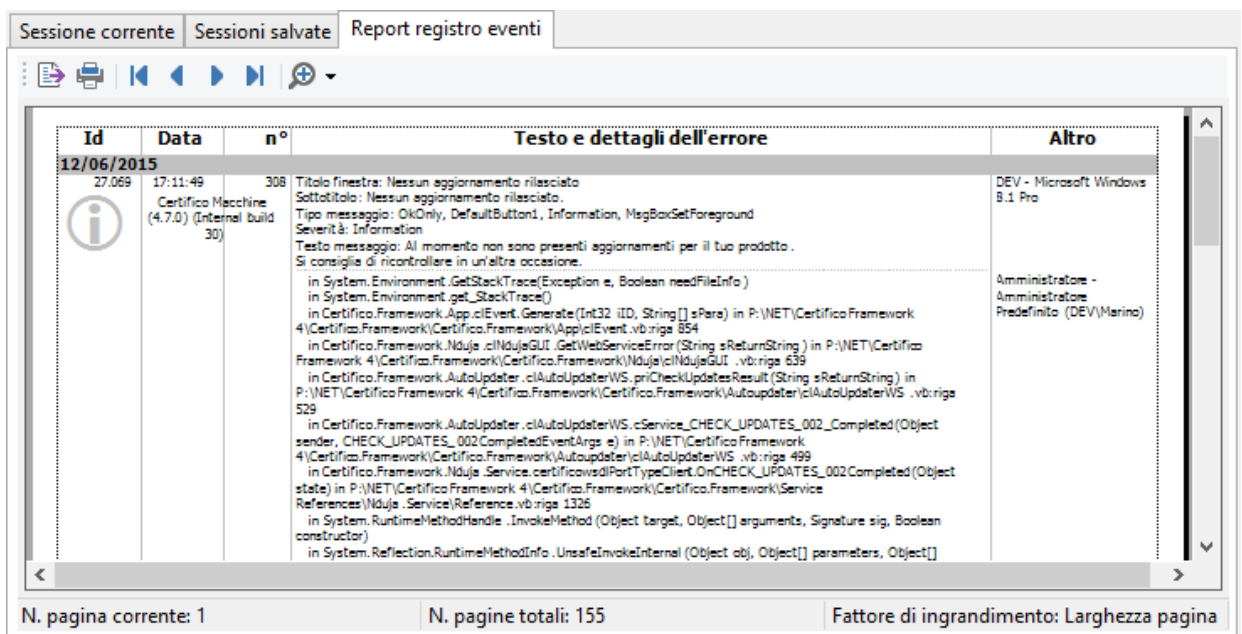 Sessione corrente Sessioni salvate Report registro eventi
Id Data n° Testo e dettagli dell'errore Altro
12/06/2015
27.069 17:11:49 308 Titolo finestra: Nessun aggiornamento rilasciato DEV - Microsoft Windows
Certifico Macchine Sottotitolo: Nessun aggiornamento rilasciato. 8.1 Pro
(4.7.0) (Internal build Tipo messaggio: OkOnly, DefaultButton1, Information, MsgBoxSetForeground
30) Severità: Information
Testo messaggio: Al momento non sono presenti aggiornamenti per il tuo prodotto .
Si consiglia di ricontrollare in un'altra occasione.
in System.Environment.GetStackTrace(Exception e, Boolean needFileInfo ) Amministratore -
in System.Environment.get_StackTrace() Amministratore
in Certifico.Framework.App.clEvent.Generate(Int32 iID, String[] sPara) in P:\NET\Certifico Framework Predefinito (DEV\Marino)
4\Certifico.Framework\Certifico.Framework\App\clEvent.vb:riga 854
in Certifico.Framework.Nduja .clNdujaGUI .GetWebServiceError(String sReturnString ) in P:\NET\Certifico
Framework 4\Certifico.Framework\Certifico.Framework\Nduja\clNdujaGUI .vb:riga 639
in Certifico.Framework.AutoUpdater .clAutoUpdaterWS.priCheckUpdatesResult(String sReturnString ) in
P:\NET\Certifico Framework 4\Certifico.Framework\Certifico.Framework\Autoupdater\clAutoUpdaterWS .vb:riga
529
in Certifico.Framework.AutoUpdater .clAutoUpdaterWS.cService_CHECK_UPDATES_002_Completed(Object
sender, CHECK_UPDATES_ 002CompletedEventArgs e) in P:\NET\Certifico Framework
4\Certifico.Framework\Certifico.Framework\Autoupdater\clAutoUpdaterWS .vb:riga 499
in Certifico.Framework.Nduja .Service.certificowsdlPortTypeClient.OnCHECK_UPDATES_002Completed(Object
state) in P:\NET\Certifico Framework 4\Certifico.Framework\Certifico.Framework\Service
References\Nduja .Service\Reference.vb:riga 1326
in System.RuntimeMethodHandle .InvokeMethod (Object target, Object[] arguments, Signature sig, Boolean
constructor)
in System.Reflection.RuntimeMethodInfo .UnsafeInvokeInternal (Object obj, Object[] parameters, Object[]
N. pagina corrente: 1 N. pagine totali: 155 Fattore di ingrandimento: Larghezza pagina